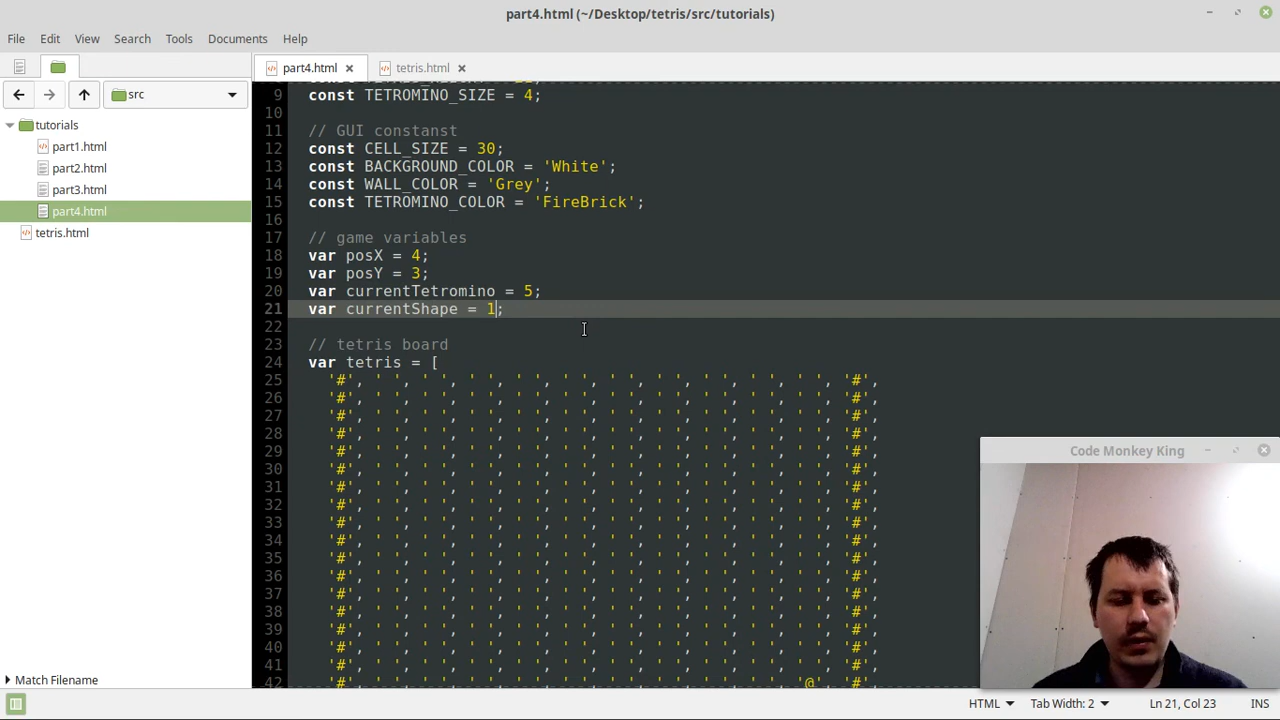 part4.html (~/Desktop/tetris/src/tutorials)
File Edit View Search Tools Documents Help
part4.html tetris.html
src
tutorials
part1.html
part2.html
part3.html
part4.html
tetris.html
Match Filename
9 const TETROMINO_SIZE = 4;
10
11 // GUI constanst
12 const CELL_SIZE = 30;
13 const BACKGROUND_COLOR = 'White';
14 const WALL_COLOR = 'Grey';
15 const TETROMINO_COLOR = 'FireBrick';
16
17 // game variables
18 var posX = 4;
19 var posY = 3;
20 var currentTetromino = 5;
21 var currentShape = 1;
22
23 // tetris board
24 var tetris = [
25 '#', ' ', ' ', ' ', ' ', ' ', ' ', ' ', ' ', ' ', ' ', '#',
26 '#', ' ', ' ', ' ', ' ', ' ', ' ', ' ', ' ', ' ', ' ', '#',
27 '#', ' ', ' ', ' ', ' ', ' ', ' ', ' ', ' ', ' ', ' ', '#',
28 '#', ' ', ' ', ' ', ' ', ' ', ' ', ' ', ' ', ' ', ' ', '#',
29 '#', ' ', ' ', ' ', ' ', ' ', ' ', ' ', ' ', ' ', ' ', '#',
30 '#', ' ', ' ', ' ', ' ', ' ', ' ', ' ', ' ', ' ', ' ', '#',
31 '#', ' ', ' ', ' ', ' ', ' ', ' ', ' ', ' ', ' ', ' ', '#',
32 '#', ' ', ' ', ' ', ' ', ' ', ' ', ' ', ' ', ' ', ' ', '#',
33 '#', ' ', ' ', ' ', ' ', ' ', ' ', ' ', ' ', ' ', ' ', '#',
34 '#', ' ', ' ', ' ', ' ', ' ', ' ', ' ', ' ', ' ', ' ', '#',
35 '#', ' ', ' ', ' ', ' ', ' ', ' ', ' ', ' ', ' ', ' ', '#',
36 '#', ' ', ' ', ' ', ' ', ' ', ' ', ' ', ' ', ' ', ' ', '#',
37 '#', ' ', ' ', ' ', ' ', ' ', ' ', ' ', ' ', ' ', ' ', '#',
38 '#', ' ', ' ', ' ', ' ', ' ', ' ', ' ', ' ', ' ', ' ', '#',
39 '#', ' ', ' ', ' ', ' ', ' ', ' ', ' ', ' ', ' ', ' ', '#',
40 '#', ' ', ' ', ' ', ' ', ' ', ' ', ' ', ' ', ' ', ' ', '#',
41 '#', ' ', ' ', ' ', ' ', ' ', ' ', ' ', ' ', ' ', ' ', '#',
42 '#', ' ', ' ', ' ', ' ', ' ', ' ', ' ', ' ', ' ', '@', '#',
Code Monkey King
HTML Tab Width: 2 Ln 21, Col 23 INS